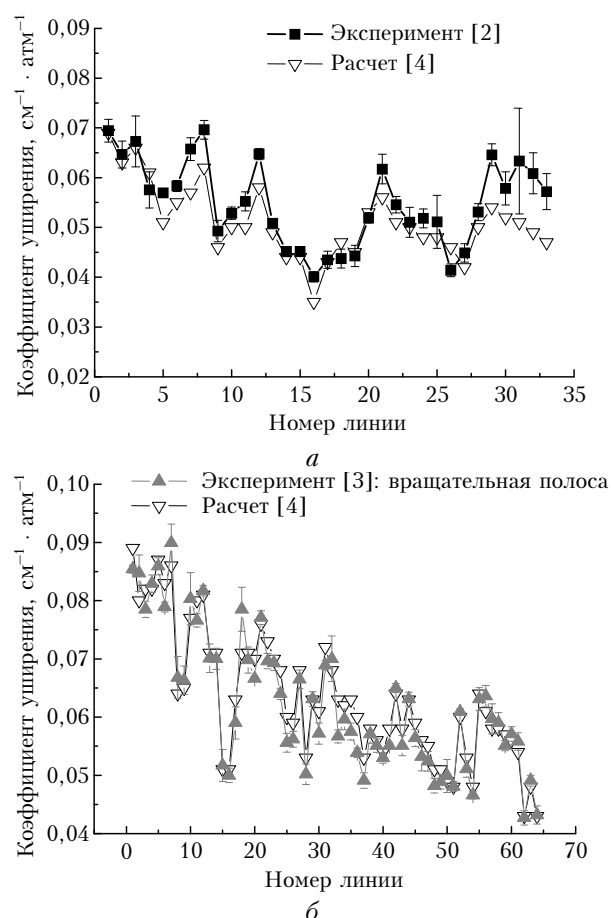 Коэффициент уширения, см⁻¹ · атм⁻¹
0,09
0,08
0,07
0,06
0,05
0,04
0,03
0,02
Эксперимент [2]
Расчет [4]
0 5 10 15 20 25 30 35
Номер линии
а
Эксперимент [3]: вращательная полоса
Расчет [4]
Коэффициент уширения, см⁻¹ · атм⁻¹
0,10
0,09
0,08
0,07
0,06
0,05
0,04
0 10 20 30 40 50 60 70
Номер линии
б